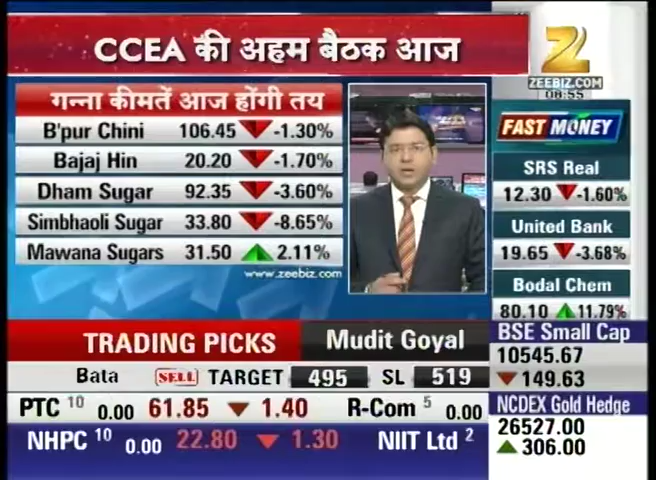 CCEA की अहम बैठक आज
Z
ZEEBIZ.COM
08:55
गन्ना कीमतें आज होंगी तय
B'pur Chini 106.45 -1.30%
Bajaj Hin 20.20 -1.70%
Dham Sugar 92.35 -3.60%
Simbhaoli Sugar 33.80 -8.65%
Mawana Sugars 31.50 2.11%
www.zeebiz.com
FAST MONEY
SRS Real
12.30 -1.60%
United Bank
19.65 -3.68%
Bodal Chem
80.10 11.79%
TRADING PICKS Mudit Goyal
Bata SELL TARGET 495 SL 519
BSE Small Cap
10545.67
149.63
NCDEX Gold Hedge
26527.00
306.00
PTC 10 0.00 61.85 1.40 R-Com 5 0.00
NHPC 10 0.00 22.80 1.30 NIIT Ltd 2